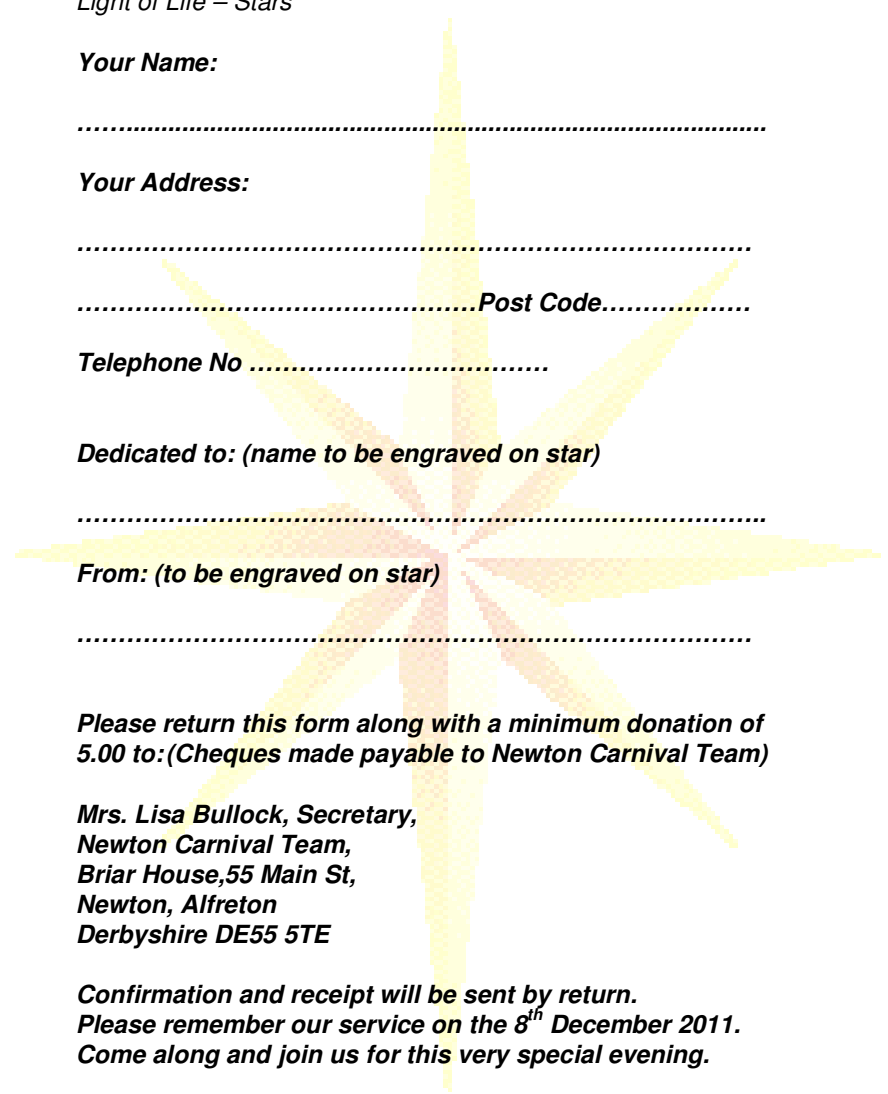 Light of Life – Stars
Your Name:
……............................................................................................
Your Address:
………………………………………………………………………
…………………………………………Post Code………………
Telephone No ………………………………
Dedicated to: (name to be engraved on star)
………………………………………………………………………..
From: (to be engraved on star)
………………………………………………………………………
Please return this form along with a minimum donation of
5.00 to:(Cheques made payable to Newton Carnival Team)
Mrs. Lisa Bullock, Secretary,
Newton Carnival Team,
Briar House,55 Main St,
Newton, Alfreton
Derbyshire DE55 5TE
Confirmation and receipt will be sent by return.
Please remember our service on the 8th December 2011.
Come along and join us for this very special evening.